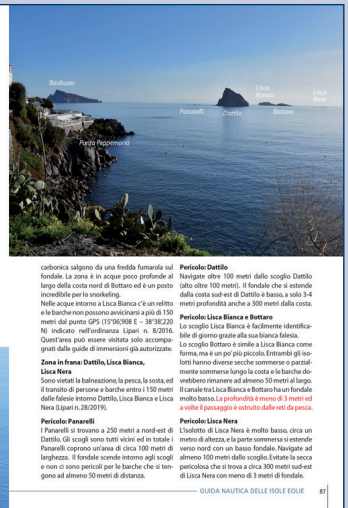 Basiluzzo
Lisca
Bianca
Lisca
Nera
Panarelli
Dattilo
Bottaro
Punta Peppemaria
carbonica salgono da una fredda fumarola sul
fondale. La zona è in acque poco profonde al
largo della costa nord di Bottaro ed è un posto
incredibile per lo snorkeling.
Nelle acque intorno a Lisca Bianca c'è un relitto
e le barche non possono avvicinarsi a più di 150
metri dal punto GPS (15°06'908 E – 38°38'220
N) indicato nell'ordinanza Lipari n. 8/2016.
Quest'area può essere visitata solo accompa-
gnati dalle guide di immersioni già autorizzate.
Zona in frana: Dattilo, Lisca Bianca,
Lisca Nera
Sono vietati la balneazione, la pesca, la sosta, ed
il transito di persone e barche entro i 150 metri
dalle falesie intorno Dattilo, Lisca Bianca e Lisca
Nera (Lipari n.28/2019).
Pericolo: Panarelli
I Panarelli si trovano a 250 metri a nord-est di
Dattilo. Gli scogli sono tutti vicini ed in totale i
Panarelli coprono un'area di circa 100 metri di
larghezza. Il fondale scende intorno agli scogli
e non ci sono pericoli per le barche che si ten-
gono ad almeno 50 metri di distanza.
Pericolo: Dattilo
Navigate oltre 100 metri dallo scoglio Dattilo
(alto oltre 100 metri). Il fondale che si estende
dalla costa sud-est di Dattilo è basso, a solo 3-4
metri profondità anche a 300 metri dalla costa.
Pericolo: Lisca Bianca e Bottaro
Lo scoglio Lisca Bianca è facilmente identifica-
bile di giorno grazie alla sua bianca falesia.
Lo scoglio Bottaro è simile a Lisca Bianca come
forma, ma è un po' più piccolo. Entrambi gli iso-
lotti hanno diverse secche sommerse o parzial-
mente sommerse lungo la costa e le barche do-
vrebbero rimanere ad almeno 50 metri al largo.
Il canale tra Lisca Bianca e Bottaro ha un fondale
molto basso. La profondità è meno di 3 metri ed
a volte il passaggio è ostruito dalle reti da pesca.
Pericolo: Lisca Nera
L'isolotto di Lisca Nera è molto basso, circa un
metro di altezza, e la parte sommersa si estende
verso nord con un basso fondale. Navigate ad
almeno 100 metri dallo scoglio. Evitate la secca
pericolosa che si trova a circa 300 metri sud-est
di Lisca Nera con meno di 3 metri di fondale.
GUIDA NAUTICA DELLE ISOLE EOLIE 87